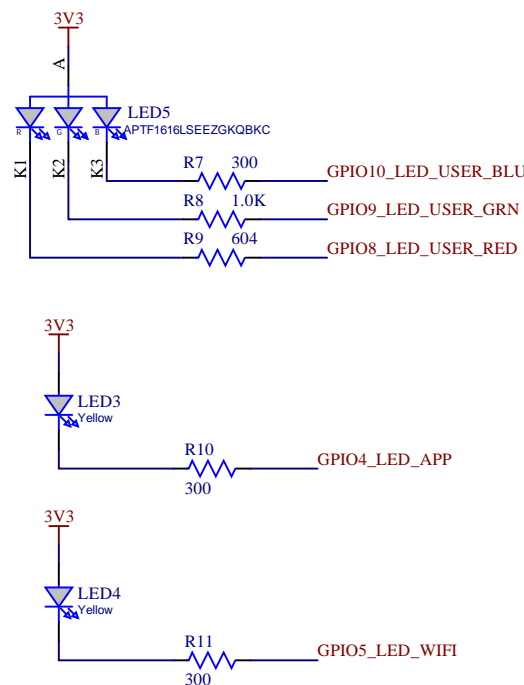 3V3
A
LED5
R G B
APTF1616LSEEZGKQBKC
K1 K2 K3
R7 300
GPIO10_LED_USER_BLU
R8 1.0K
GPIO9_LED_USER_GRN
R9 604
GPIO8_LED_USER_RED
3V3
LED3
Yellow
R10
GPIO4_LED_APP
300
3V3
LED4
Yellow
R11
GPIO5_LED_WIFI
300